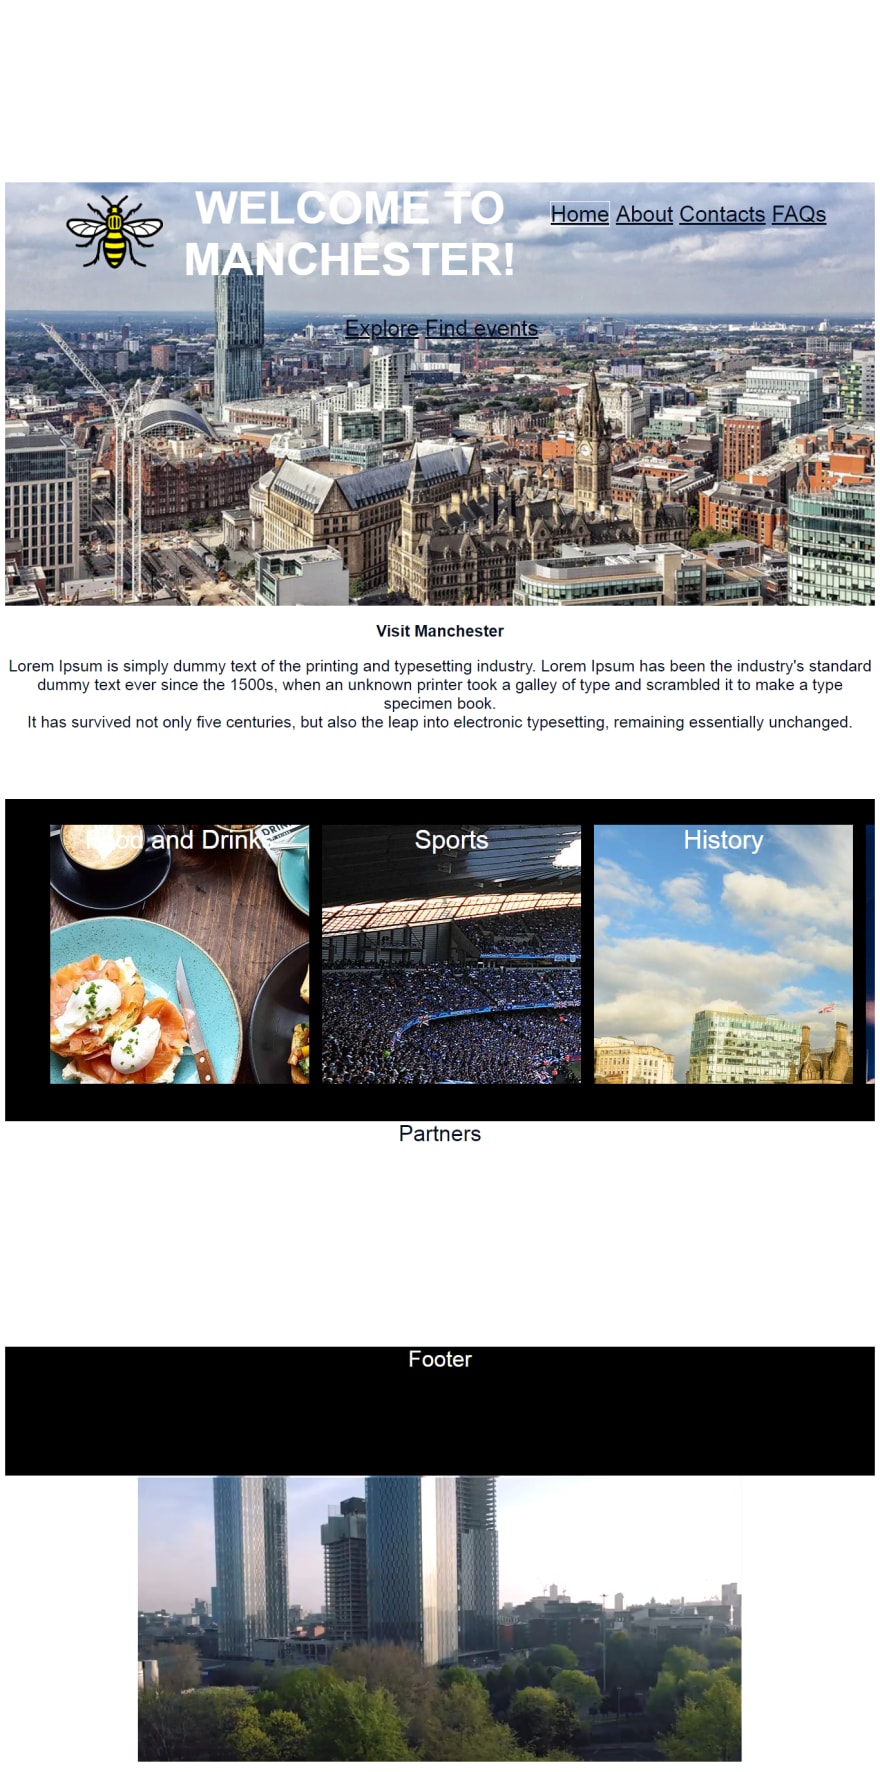 WELCOME TO
MANCHESTER!
Home About Contacts FAQs
Explore Find events
Visit Manchester
Lorem Ipsum is simply dummy text of the printing and typesetting industry. Lorem Ipsum has been the industry's standard
dummy text ever since the 1500s, when an unknown printer took a galley of type and scrambled it to make a type
specimen book.
It has survived not only five centuries, but also the leap into electronic typesetting, remaining essentially unchanged.
Food and Drinks
Sports
History
Partners
Footer